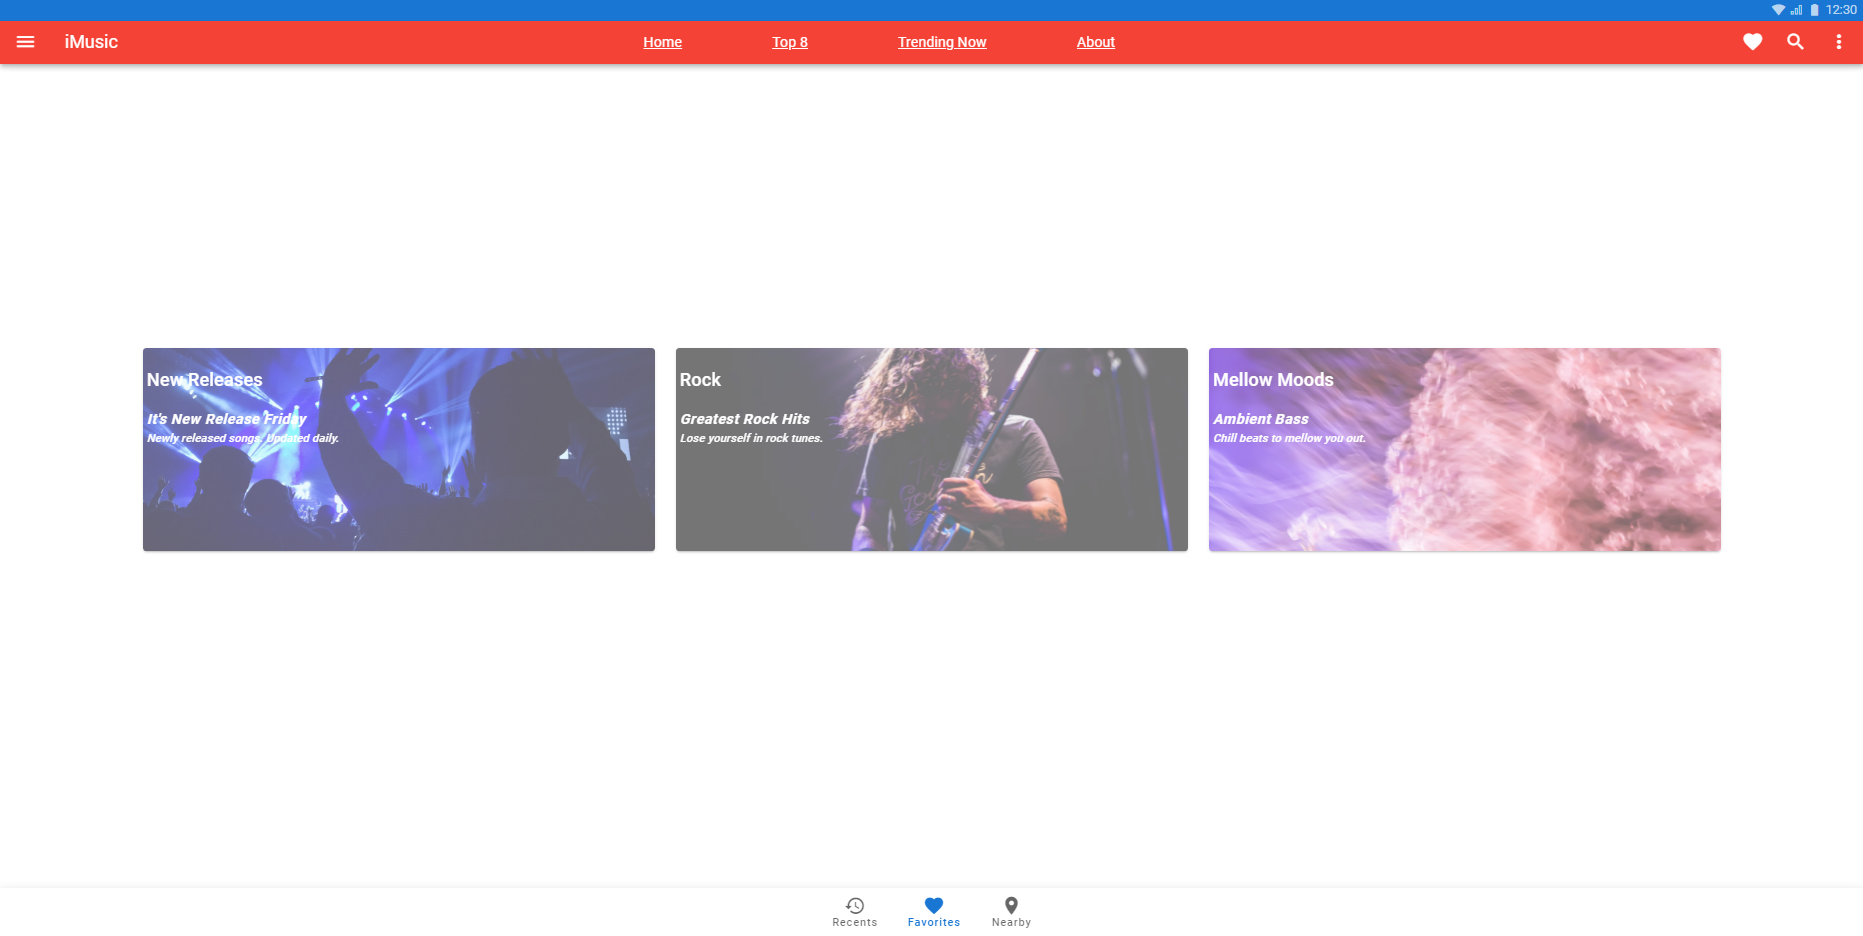 12:30
iMusic
Home
Top 8
Trending Now
About
New Releases
It's New Release Friday
Newly released songs. Updated daily.
Rock
Greatest Rock Hits
Lose yourself in rock tunes.
Mellow Moods
Ambient Bass
Chill beats to mellow you out.
Recents
Favorites
Nearby